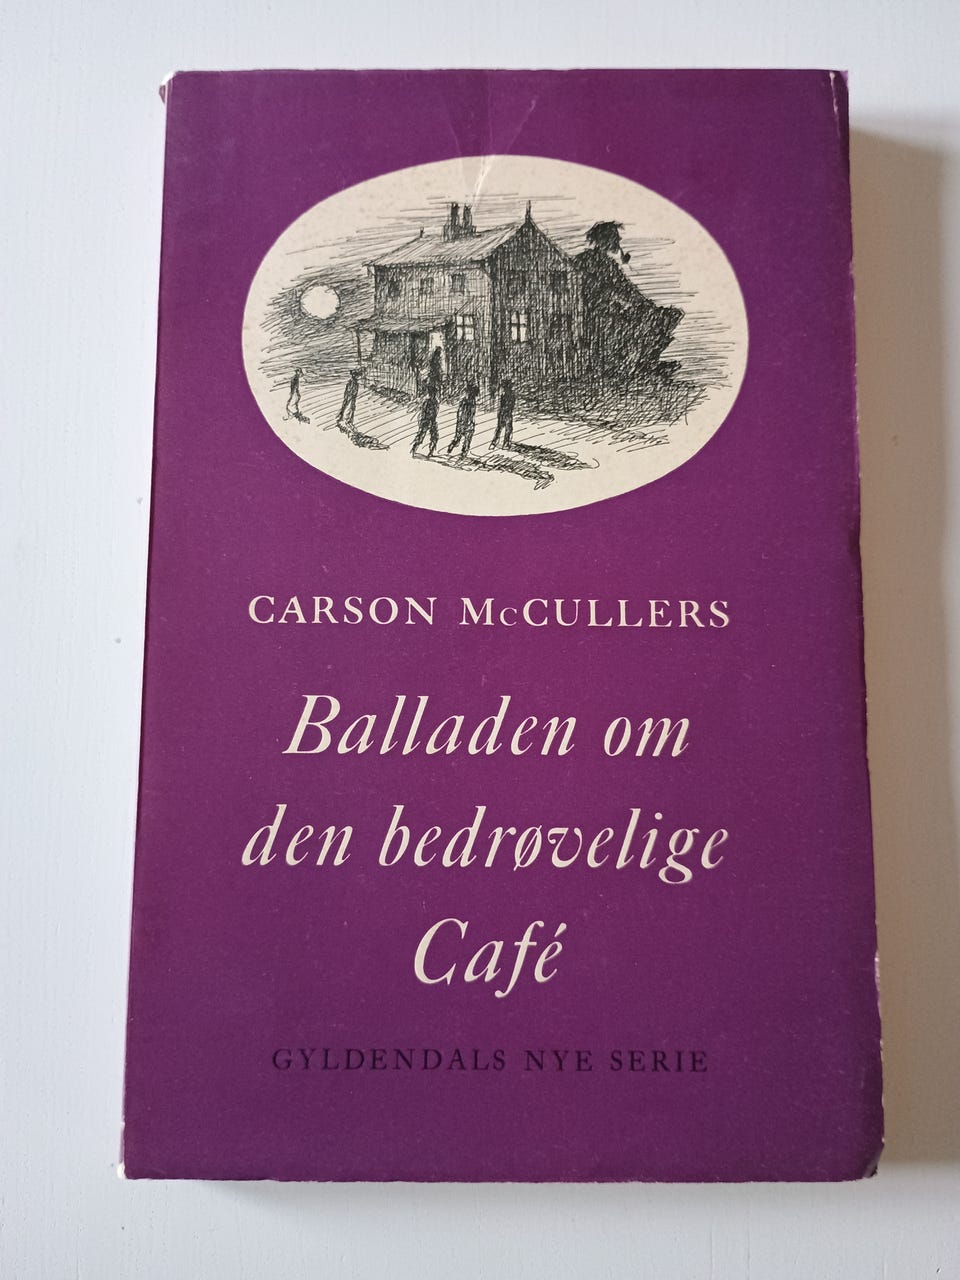 CARSON McCULLERS
Balladen om
den bedrøvelige
Café
GYLDENDALS NYE SERIE